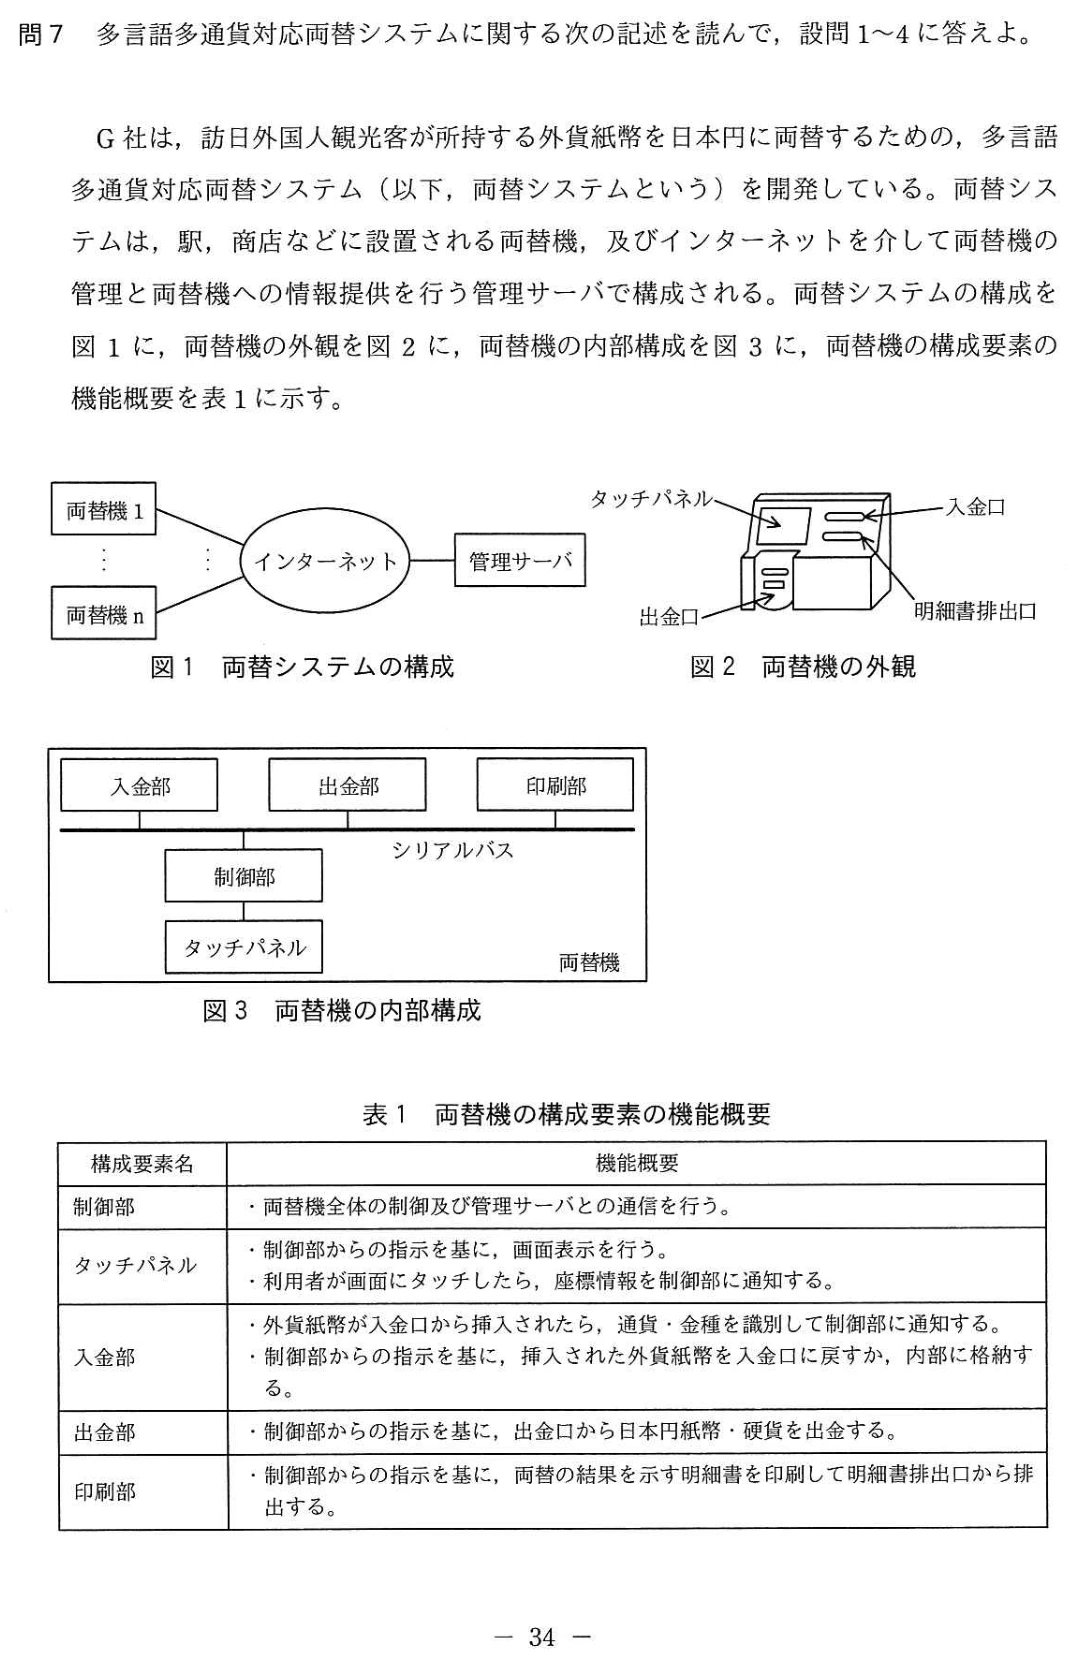 問7 多言語多通貨対応両替システムに関する次の記述を読んで，設問1～4に答えよ。
G社は，訪日外国人観光客が所持する外貨紙幣を日本円に両替するための，多言語
多通貨対応両替システム（以下，両替システムという）を開発している。両替シス
テムは，駅，商店などに設置される両替機，及びインターネットを介して両替機の
管理と両替機への情報提供を行う管理サーバで構成される。両替システムの構成を
図1に，両替機の外観を図2に，両替機の内部構成を図3に，両替機の構成要素の
機能概要を表1に示す。
両替機1
⋮ ⋮
両替機n
インターネット
管理サーバ
図1 両替システムの構成
タッチパネル
入金口
出金口
明細書排出口
図2 両替機の外観
入金部 出金部 印刷部
シリアルバス
制御部
タッチパネル
両替機
図3 両替機の内部構成
表1 両替機の構成要素の機能概要
構成要素名 機能概要
制御部 ・両替機全体の制御及び管理サーバとの通信を行う。
タッチパネル ・制御部からの指示を基に，画面表示を行う。
・利用者が画面にタッチしたら，座標情報を制御部に通知する。
入金部 ・外貨紙幣が入金口から挿入されたら，通貨・金種を識別して制御部に通知する。
・制御部からの指示を基に，挿入された外貨紙幣を入金口に戻すか，内部に格納す
る。
出金部 ・制御部からの指示を基に，出金口から日本円紙幣・硬貨を出金する。
印刷部 ・制御部からの指示を基に，両替の結果を示す明細書を印刷して明細書排出口から排
出する。
－ 34 －